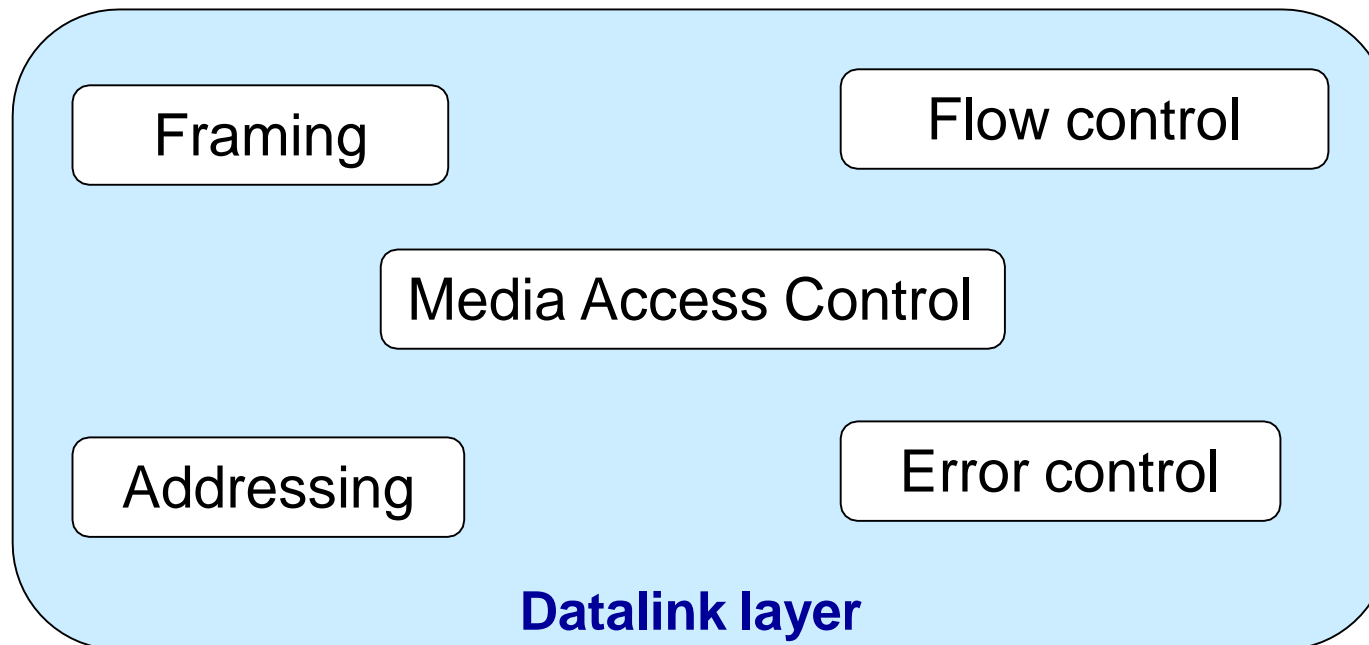 Framing
Flow control
Media Access Control
Addressing
Error control
Datalink layer